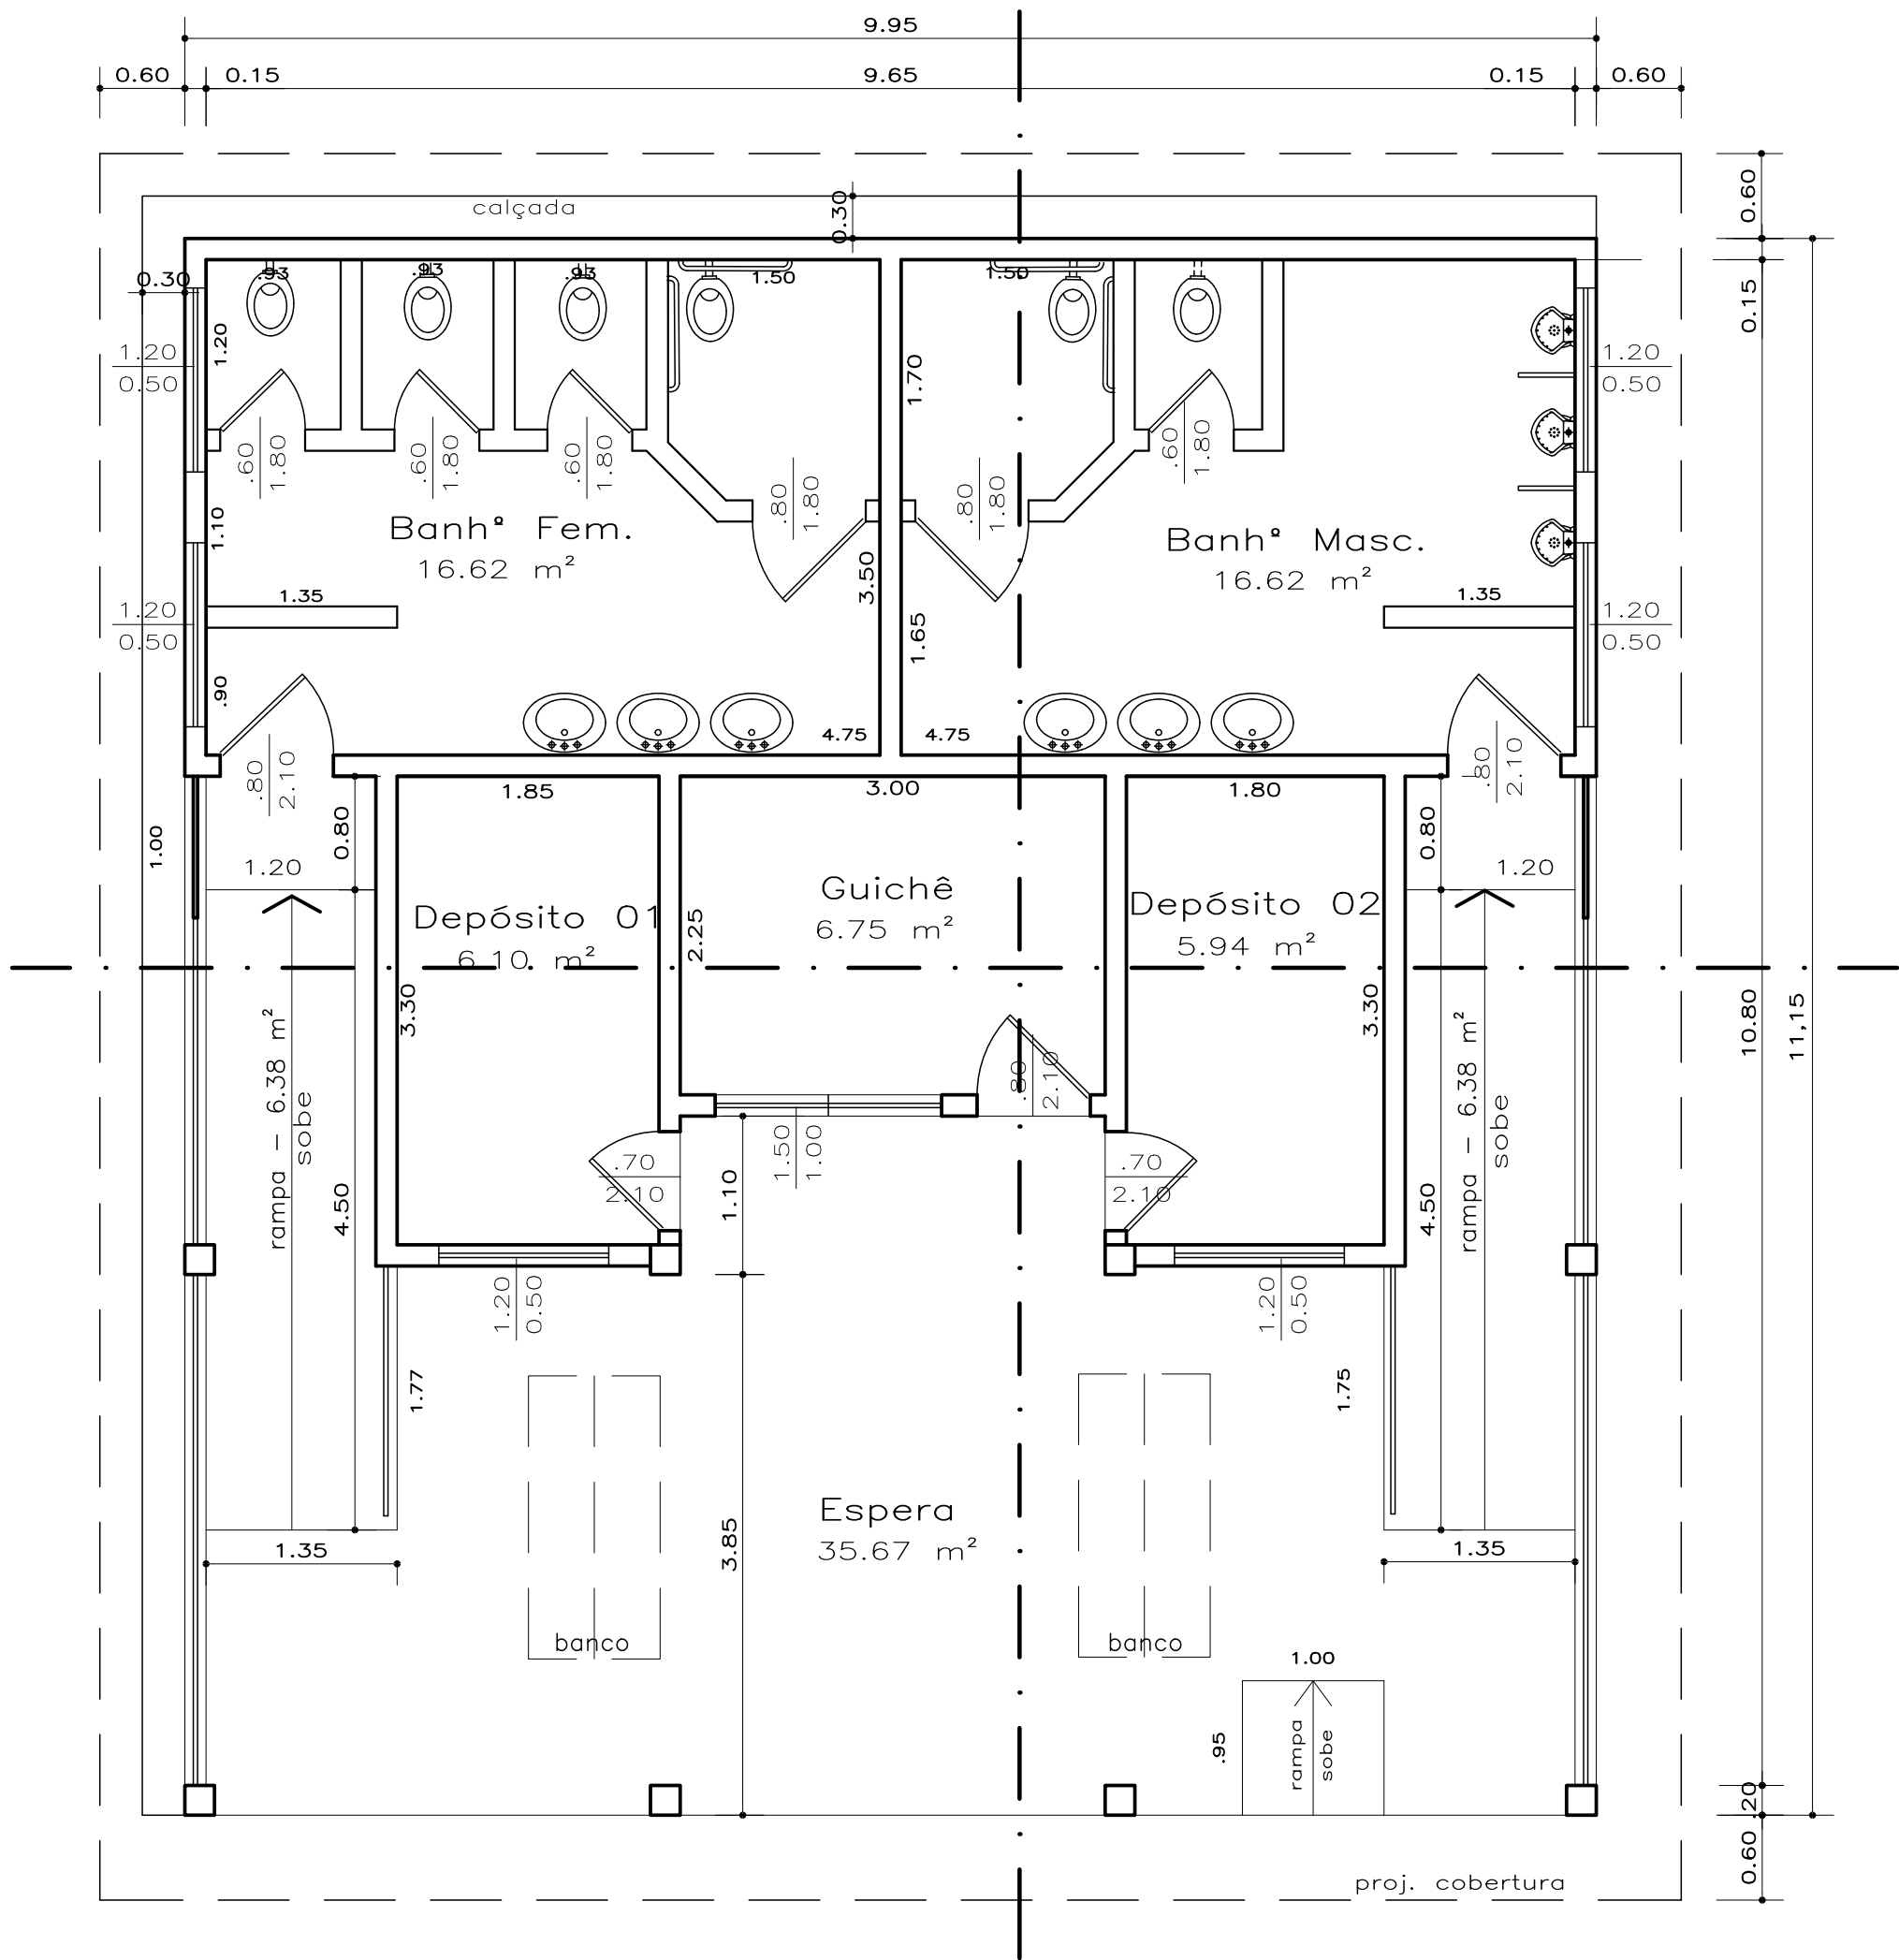 9.95
0.60 0.15 9.65 0.15 0.60
0.60
calçada 0.30
0.30 .93 .93 .93 1.50 1.50 0.15
1.20 1.70
1.20 1.20
0.50 0.50
.60 1.80 .60 1.80 .60 1.80 .80 1.80 .80 1.80 .60 1.80
1.10 Banhº Fem. Banhº Masc.
16.62 m² 3.50 16.62 m²
1.35 1.35
1.20 1.20
0.50 1.65 0.50
.90
4.75 4.75
.80 2.10 .80 2.10
1.85 3.00 1.80
1.00 0.80 0.80
1.20 1.20
Guichê
6.75 m²
Depósito 01 Depósito 02
6.10 m² 2.25 5.94 m²
3.30 3.30 10.80 11,15
rampa – 6.38 m² rampa – 6.38 m²
sobe sobe
.80 2.10
1.50 1.00
.70 .70
2.10 2.10
4.50 1.10 4.50
1.20 0.50 1.20 0.50
1.77 1.75
Espera
35.67 m²
1.35 3.85 1.35
banco banco
1.00
.95 rampa
sobe
.20
0.60
proj. cobertura